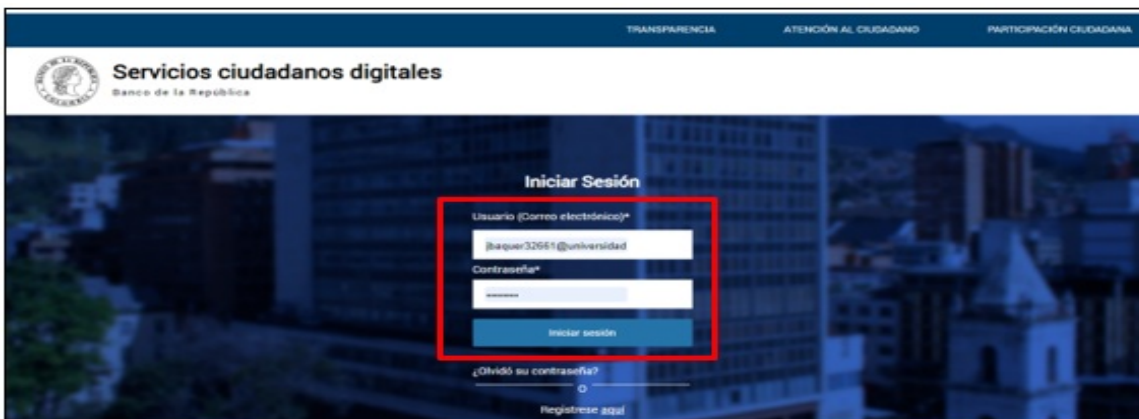 TRANSPARENCIA ATENCIÓN AL CIUDADANO PARTICIPACIÓN CIUDADANA
Servicios ciudadanos digitales
Banco de la República
Iniciar Sesión
Usuario (Correo electrónico)*
jbaquer32661@universidad
Contraseña*
Iniciar sesión
¿Olvidó su contraseña?
O
Regístrese aquí